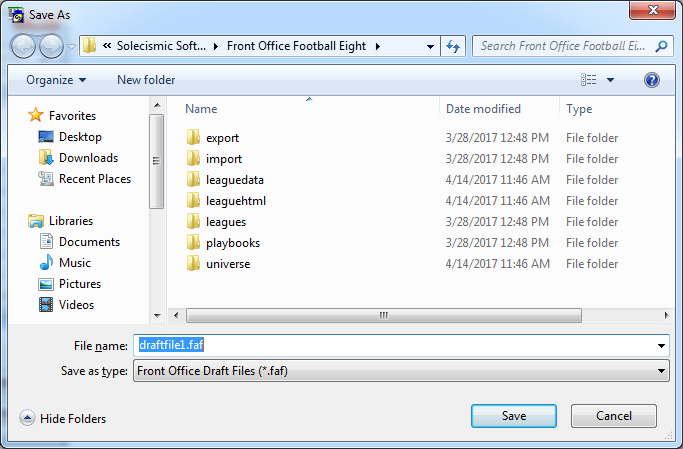 Save As
« Solecismic Soft... Front Office Football Eight Search Front Office Football Ei...
Organize New folder
Name Date modified Type
Favorites
Desktop
Downloads
Recent Places
Libraries
Documents
Music
Pictures
Videos
export 3/28/2017 12:48 PM File folder
import 3/28/2017 12:48 PM File folder
leaguedata 4/14/2017 11:46 AM File folder
leaguehtml 4/14/2017 11:46 AM File folder
leagues 3/28/2017 12:48 PM File folder
playbooks 3/28/2017 12:48 PM File folder
universe 4/14/2017 11:46 AM File folder
File name: draftfile1.faf
Save as type: Front Office Draft Files (*.faf)
Hide Folders Save Cancel